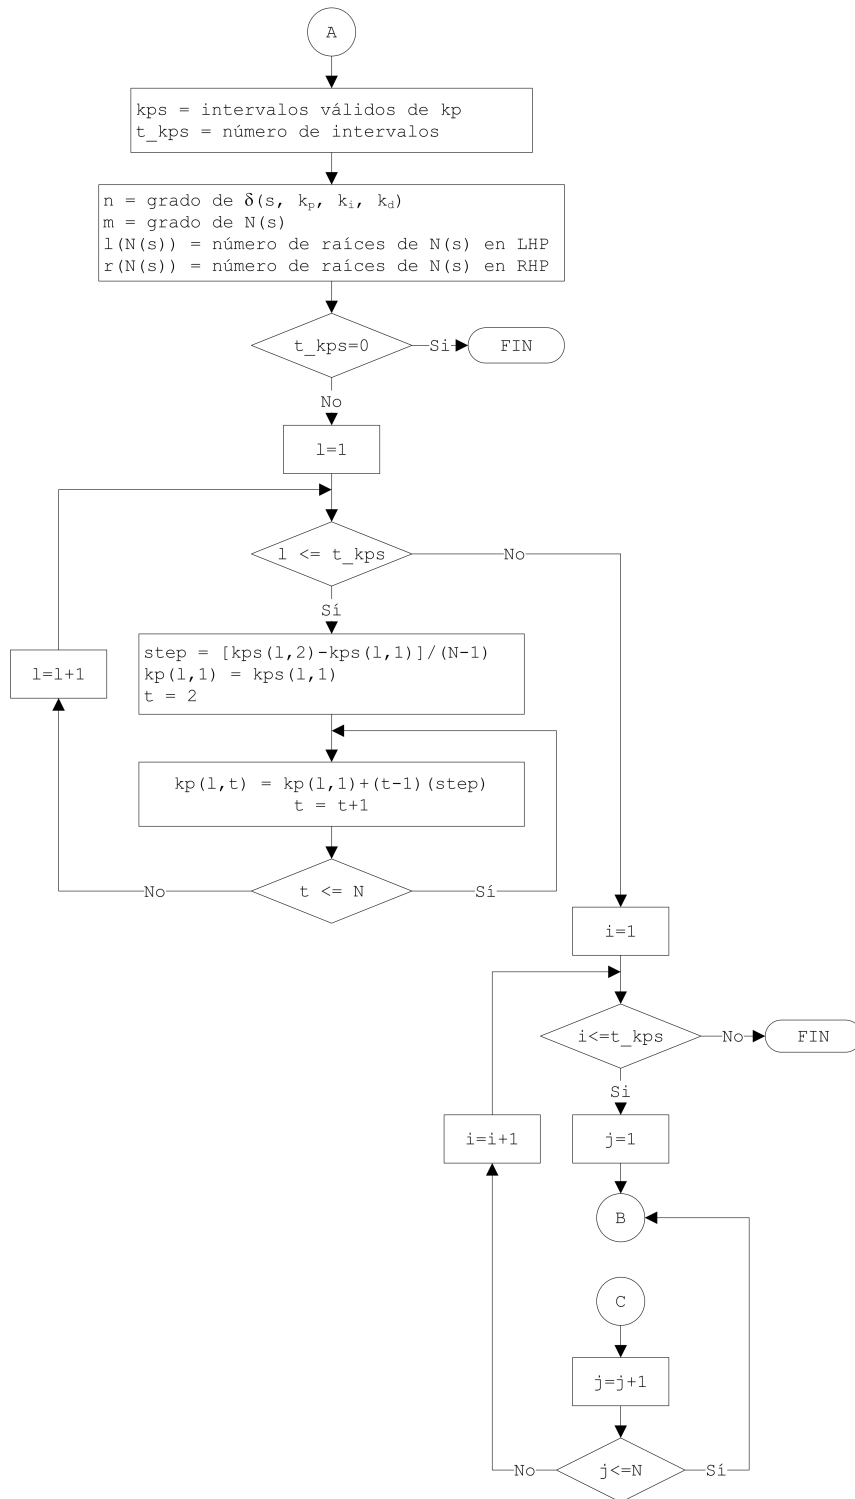 A
kps = intervalos válidos de kp
t_kps = número de intervalos
n = grado de δ(s, kp, ki, kd)
m = grado de N(s)
l(N(s)) = número de raíces de N(s) en LHP
r(N(s)) = número de raíces de N(s) en RHP
t_kps=0
Si
FIN
No
l=1
l <= t_kps
No
Sí
step = [kps(l,2)-kps(l,1)]/(N-1)
kp(l,1) = kps(l,1)
t = 2
l=l+1
kp(l,t) = kp(l,1)+(t-1)(step)
t = t+1
No
t <= N
Sí
i=1
i<=t_kps
No
FIN
Si
i=i+1
j=1
B
C
j=j+1
No
j<=N
Sí